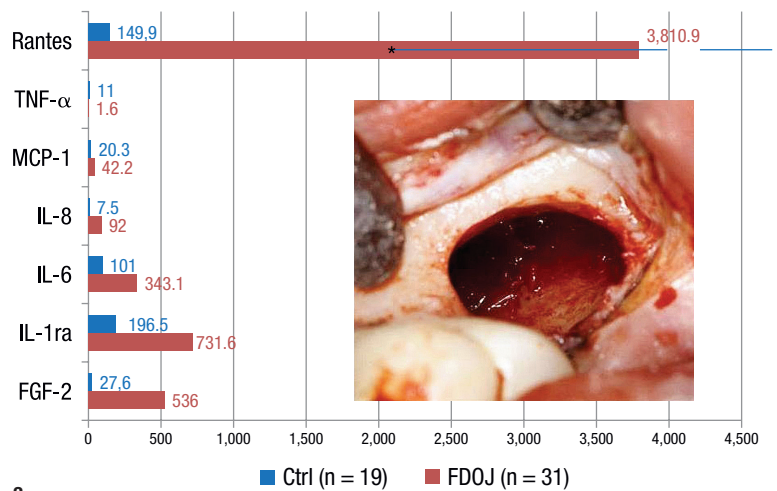 Rantes
149,9
3,810.9
*
TNF-α
11
1.6
MCP-1
20.3
42.2
IL-8
7.5
92
IL-6
101
343.1
IL-1ra
196.5
731.6
FGF-2
27,6
536
0 500 1,000 1,500 2,000 2,500 3,000 3,500 4,000 4,500
Ctrl (n = 19) FDOJ (n = 31)